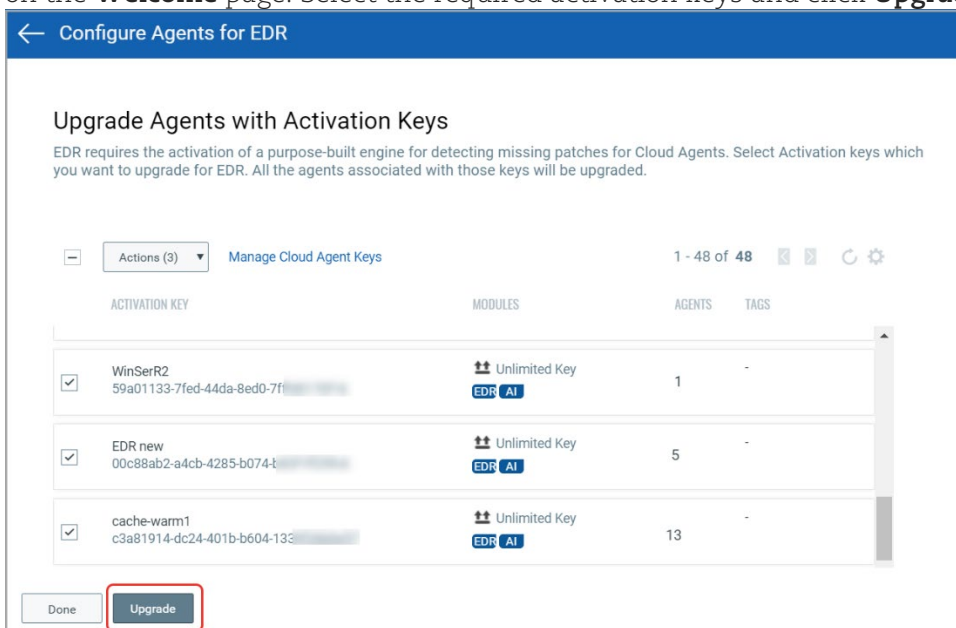 on the Welcome page. Select the required activation keys and click
Configure Agents for EDR
Upgrade Agents with Activation Keys
EDR requires the activation of a purpose-built engine for detecting missing patches for Cloud Agents. Select Activation keys which
you want to upgrade for EDR. All the agents associated with those keys will be upgraded.
Actions (3) Manage Cloud Agent Keys 1 - 48 of 48
ACTIVATION KEY MODULES AGENTS TAGS
WinSerR2 Unlimited Key
59a01133-7fed-44da-8ed0-7f EDR AI 1 -
EDR new Unlimited Key
00c88ab2-a4cb-4285-b074- EDR AI 5 -
cache-warm1 Unlimited Key
c3a81914-dc24-401b-b604-133 EDR AI 13 -
Done Upgrade